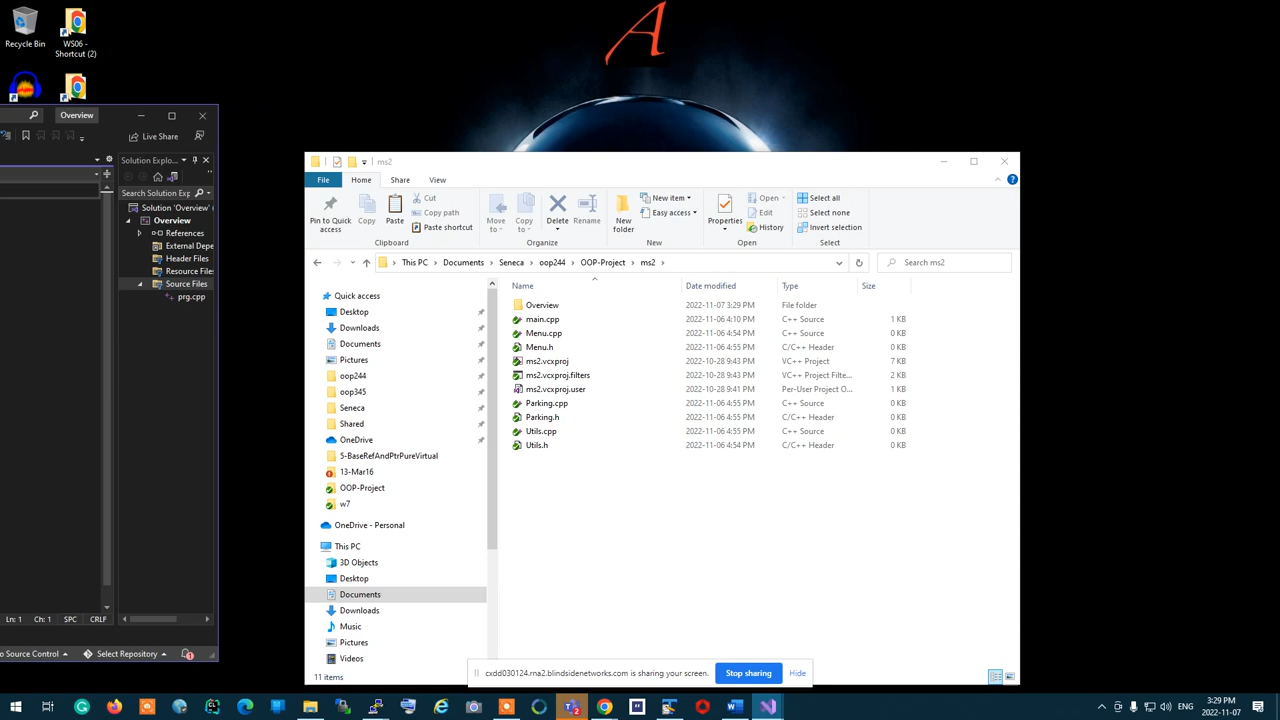 A
Recycle Bin
WS06 -
Shortcut (2)
Overview
Live Share
Solution Explo...
Search Solution Exp
Solution 'Overview'
Overview
References
External Depe
Header Files
Resource Files
Source Files
prg.cpp
Ln: 1 Ch: 1 SPC CRLF
o Source Control Select Repository 1
ms2
File Home Share View
Pin to Quick
access
Copy
Paste
Cut
Copy path
Paste shortcut
Move
to
Copy
to
Delete
Rename
New
folder
New item
Easy access
Properties
Open
Edit
History
Select all
Select none
Invert selection
Clipboard Organize New Open Select
This PC Documents Seneca oop244 OOP-Project ms2
Search ms2
Quick access
Desktop
Downloads
Documents
Pictures
oop244
oop345
Seneca
Shared
OneDrive
5-BaseRefAndPtrPureVirtual
13-Mar16
OOP-Project
w7
OneDrive - Personal
This PC
3D Objects
Desktop
Documents
Downloads
Music
Pictures
Videos
Name Date modified Type Size
Overview 2022-11-07 3:29 PM File folder
main.cpp 2022-11-06 4:10 PM C++ Source 1 KB
Menu.cpp 2022-11-06 4:54 PM C++ Source 0 KB
Menu.h 2022-11-06 4:55 PM C/C++ Header 0 KB
ms2.vcxproj 2022-10-28 9:43 PM VC++ Project 7 KB
ms2.vcxproj.filters 2022-10-28 9:43 PM VC++ Project Filte... 2 KB
ms2.vcxproj.user 2022-10-28 9:41 PM Per-User Project O... 1 KB
Parking.cpp 2022-11-06 4:55 PM C++ Source 0 KB
Parking.h 2022-11-06 4:55 PM C/C++ Header 0 KB
Utils.cpp 2022-11-06 4:55 PM C++ Source 0 KB
Utils.h 2022-11-06 4:54 PM C/C++ Header 0 KB
11 items
cxdd030124.rna2.blindsidenetworks.com is sharing your screen. Stop sharing Hide
ENG
3:29 PM
2022-11-07